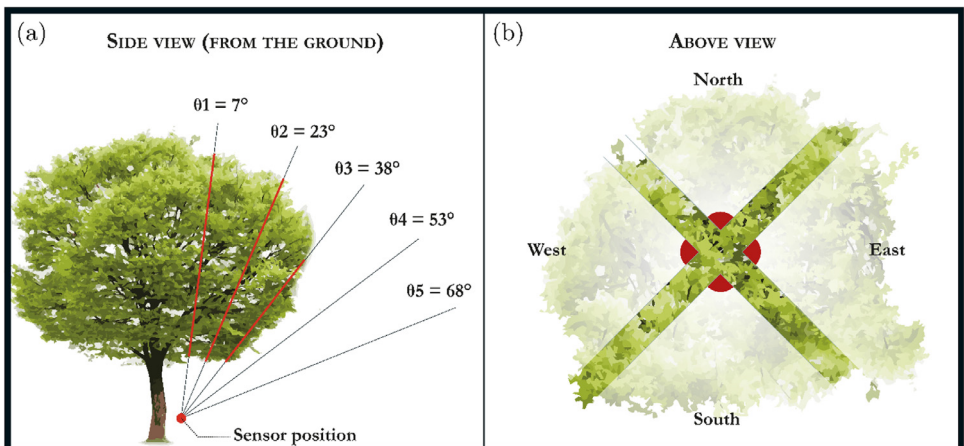 (a)
SIDE VIEW (FROM THE GROUND)
θ1 = 7°
θ2 = 23°
θ3 = 38°
θ4 = 53°
θ5 = 68°
Sensor position
(b)
ABOVE VIEW
North
West
East
South